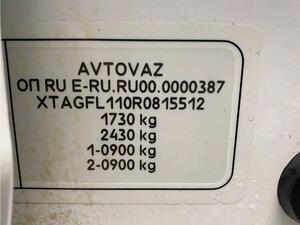 AVTOVAZ
ОП RU E-RU.RU00.0000387
XTAGFL110R0815512
1730 kg
2430 kg
1-0900 kg
2-0900 kg